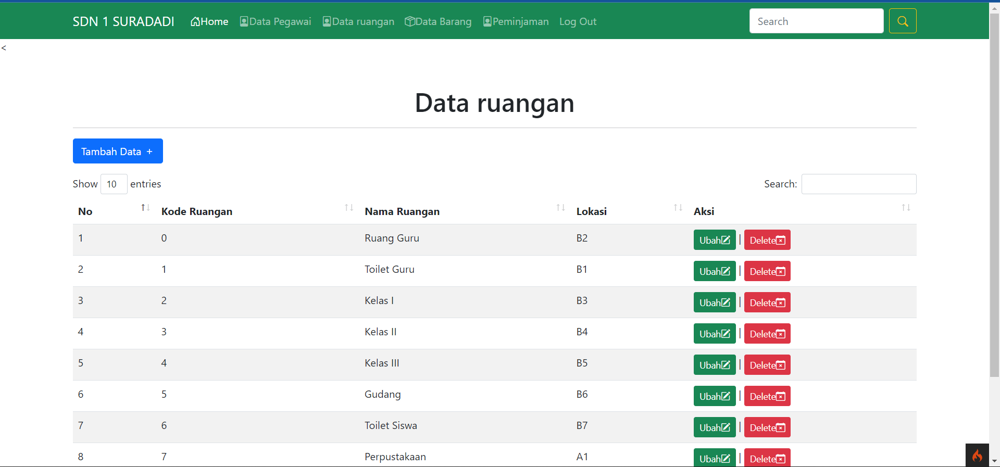 SDN 1 SURADADI Home Data Pegawai Data ruangan Data Barang Peminjaman Log Out Search
<
Data ruangan
Tambah Data +
Show 10 entries Search:
No Kode Ruangan Nama Ruangan Lokasi Aksi
1 0 Ruang Guru B2 Ubah | Delete
2 1 Toilet Guru B1 Ubah | Delete
3 2 Kelas I B3 Ubah | Delete
4 3 Kelas II B4 Ubah | Delete
5 4 Kelas III B5 Ubah | Delete
6 5 Gudang B6 Ubah | Delete
7 6 Toilet Siswa B7 Ubah | Delete
8 7 Perpustakaan A1 Ubah | Delete